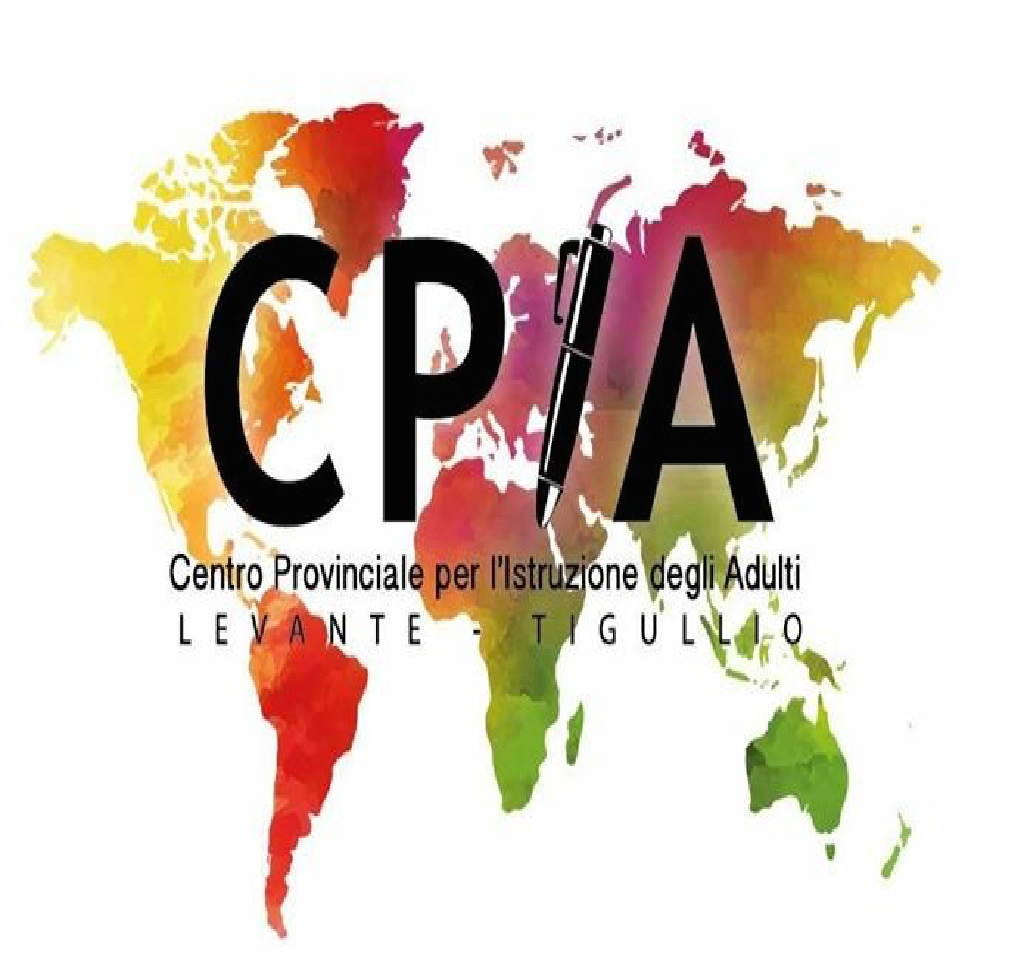 CPIA
Centro Provinciale per l'Istruzione degli Adulti
LEVANTE - TIGULLIO